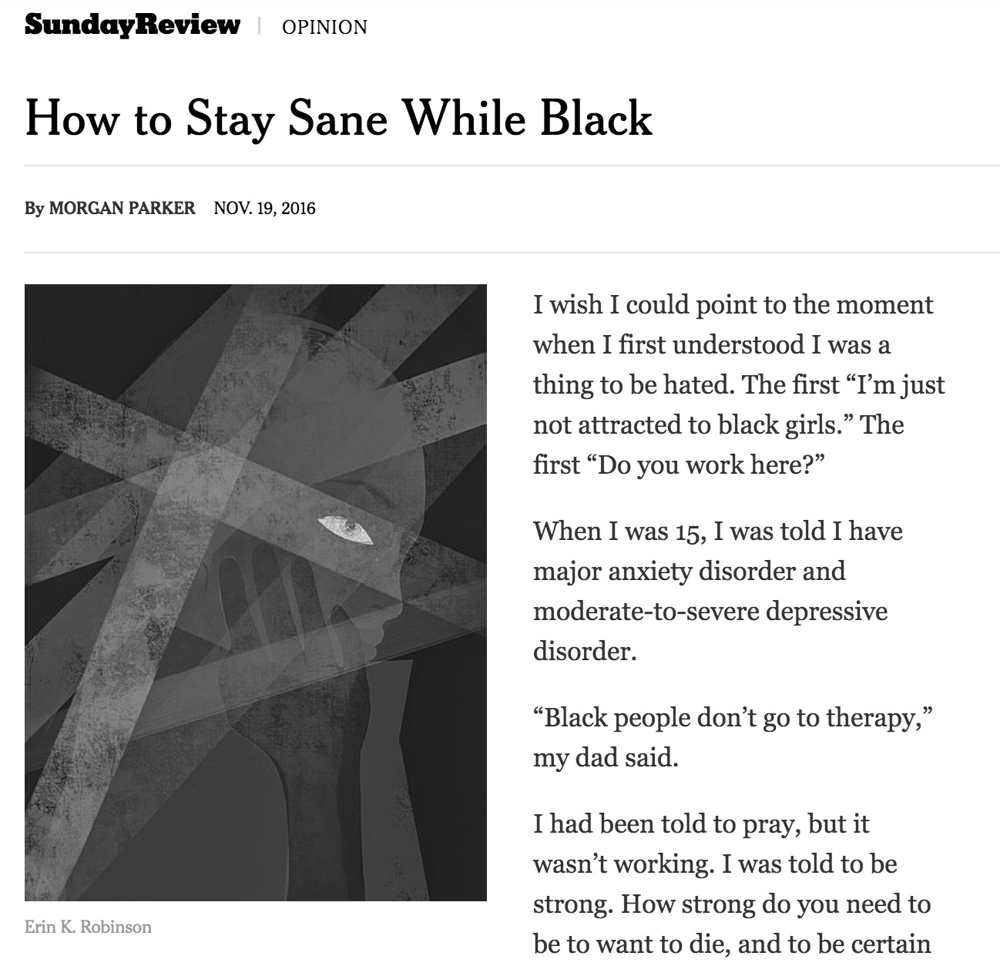 SundayReview | OPINION
How to Stay Sane While Black
By MORGAN PARKER NOV. 19, 2016
I wish I could point to the moment
when I first understood I was a
thing to be hated. The first “I’m just
not attracted to black girls.” The
first “Do you work here?”
When I was 15, I was told I have
major anxiety disorder and
moderate-to-severe depressive
disorder.
“Black people don’t go to therapy,”
my dad said.
I had been told to pray, but it
wasn’t working. I was told to be
strong. How strong do you need to
be to want to die, and to be certain
Erin K. Robinson